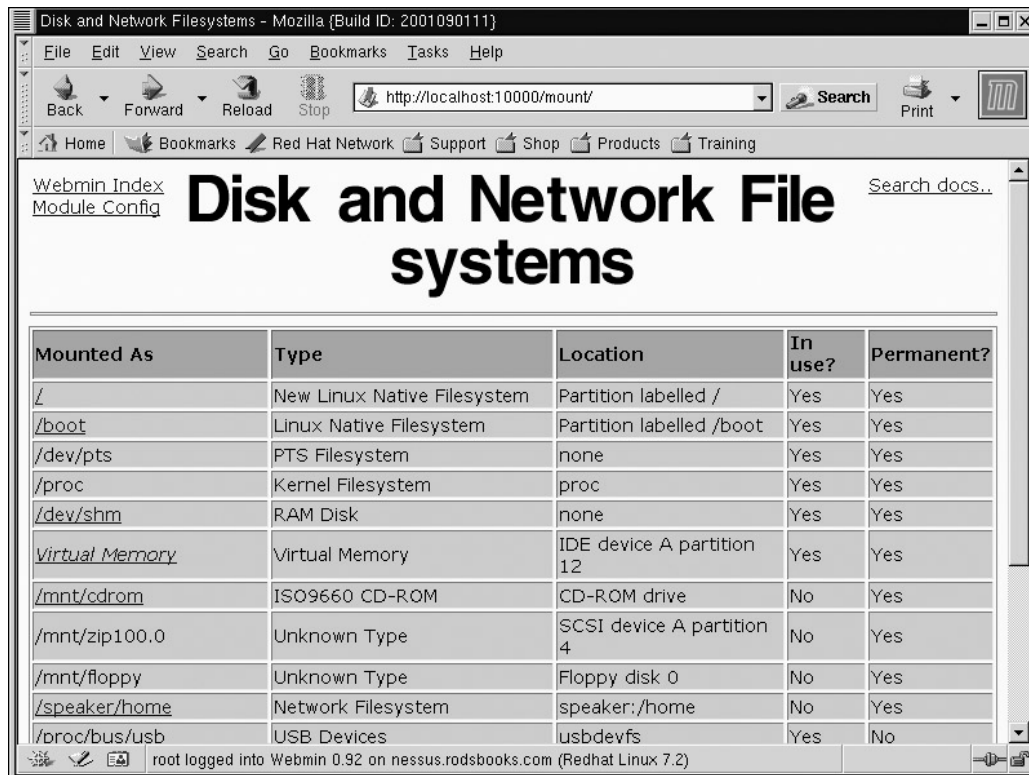 Disk and Network Filesystems - Mozilla {Build ID: 2001090111}
File Edit View Search Go Bookmarks Tasks Help
Back Forward Reload Stop http://localhost:10000/mount/ Search Print
Home Bookmarks Red Hat Network Support Shop Products Training
Webmin Index
Module Config
Disk and Network File
systems
Search docs..
Mounted As Type Location In use? Permanent?
/ New Linux Native Filesystem Partition labelled / Yes Yes
/boot Linux Native Filesystem Partition labelled /boot Yes Yes
/dev/pts PTS Filesystem none Yes Yes
/proc Kernel Filesystem proc Yes Yes
/dev/shm RAM Disk none Yes Yes
Virtual Memory Virtual Memory IDE device A partition 12 Yes Yes
/mnt/cdrom ISO9660 CD-ROM CD-ROM drive No Yes
/mnt/zip100.0 Unknown Type SCSI device A partition 4 No Yes
/mnt/floppy Unknown Type Floppy disk 0 No Yes
/speaker/home Network Filesystem speaker:/home No Yes
/proc/bus/usb USB Devices usbdevfs Yes No
root logged into Webmin 0.92 on nessus.rodsbooks.com (Redhat Linux 7.2)